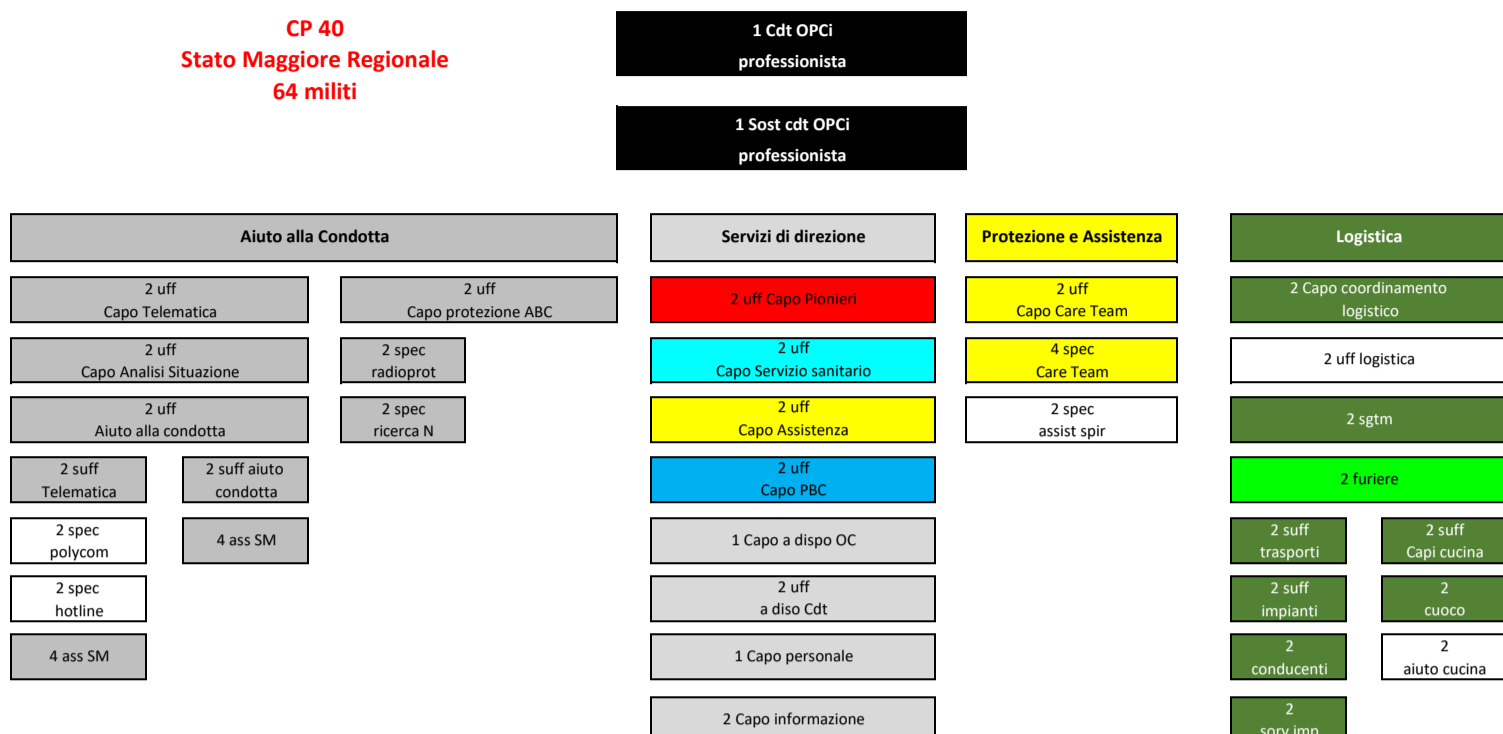 CP 40
Stato Maggiore Regionale
64 militi
1 Cdt OPCi
professionista
1 Sost cdt OPCi
professionista
Aiuto alla Condotta
2 uff
Capo Telematica
2 uff
Capo protezione ABC
2 uff
Capo Analisi Situazione
2 spec
radioprot
2 uff
Aiuto alla condotta
2 spec
ricerca N
2 suff
Telematica
2 suff aiuto
condotta
2 spec
polycom
4 ass SM
2 spec
hotline
4 ass SM
Servizi di direzione
2 uff Capo Pionieri
2 uff
Capo Servizio sanitario
2 uff
Capo Assistenza
2 uff
Capo PBC
1 Capo a dispo OC
2 uff
a diso Cdt
1 Capo personale
2 Capo informazione
Protezione e Assistenza
2 uff
Capo Care Team
4 spec
Care Team
2 spec
assist spir
Logistica
2 Capo coordinamento
logistico
2 uff logistica
2 sgtm
2 furiere
2 suff
trasporti
2 suff
Capi cucina
2 suff
impianti
2
cuoco
2
conducenti
2
aiuto cucina
2
sorv imp